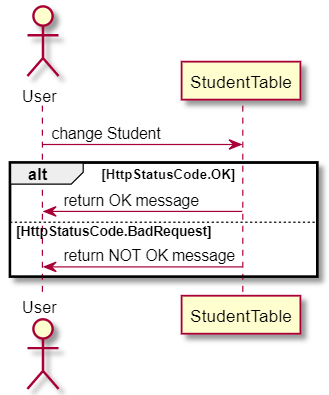 User
StudentTable
change Student
alt [HttpStatusCode.OK]
return OK message
[HttpStatusCode.BadRequest]
return NOT OK message
User
StudentTable